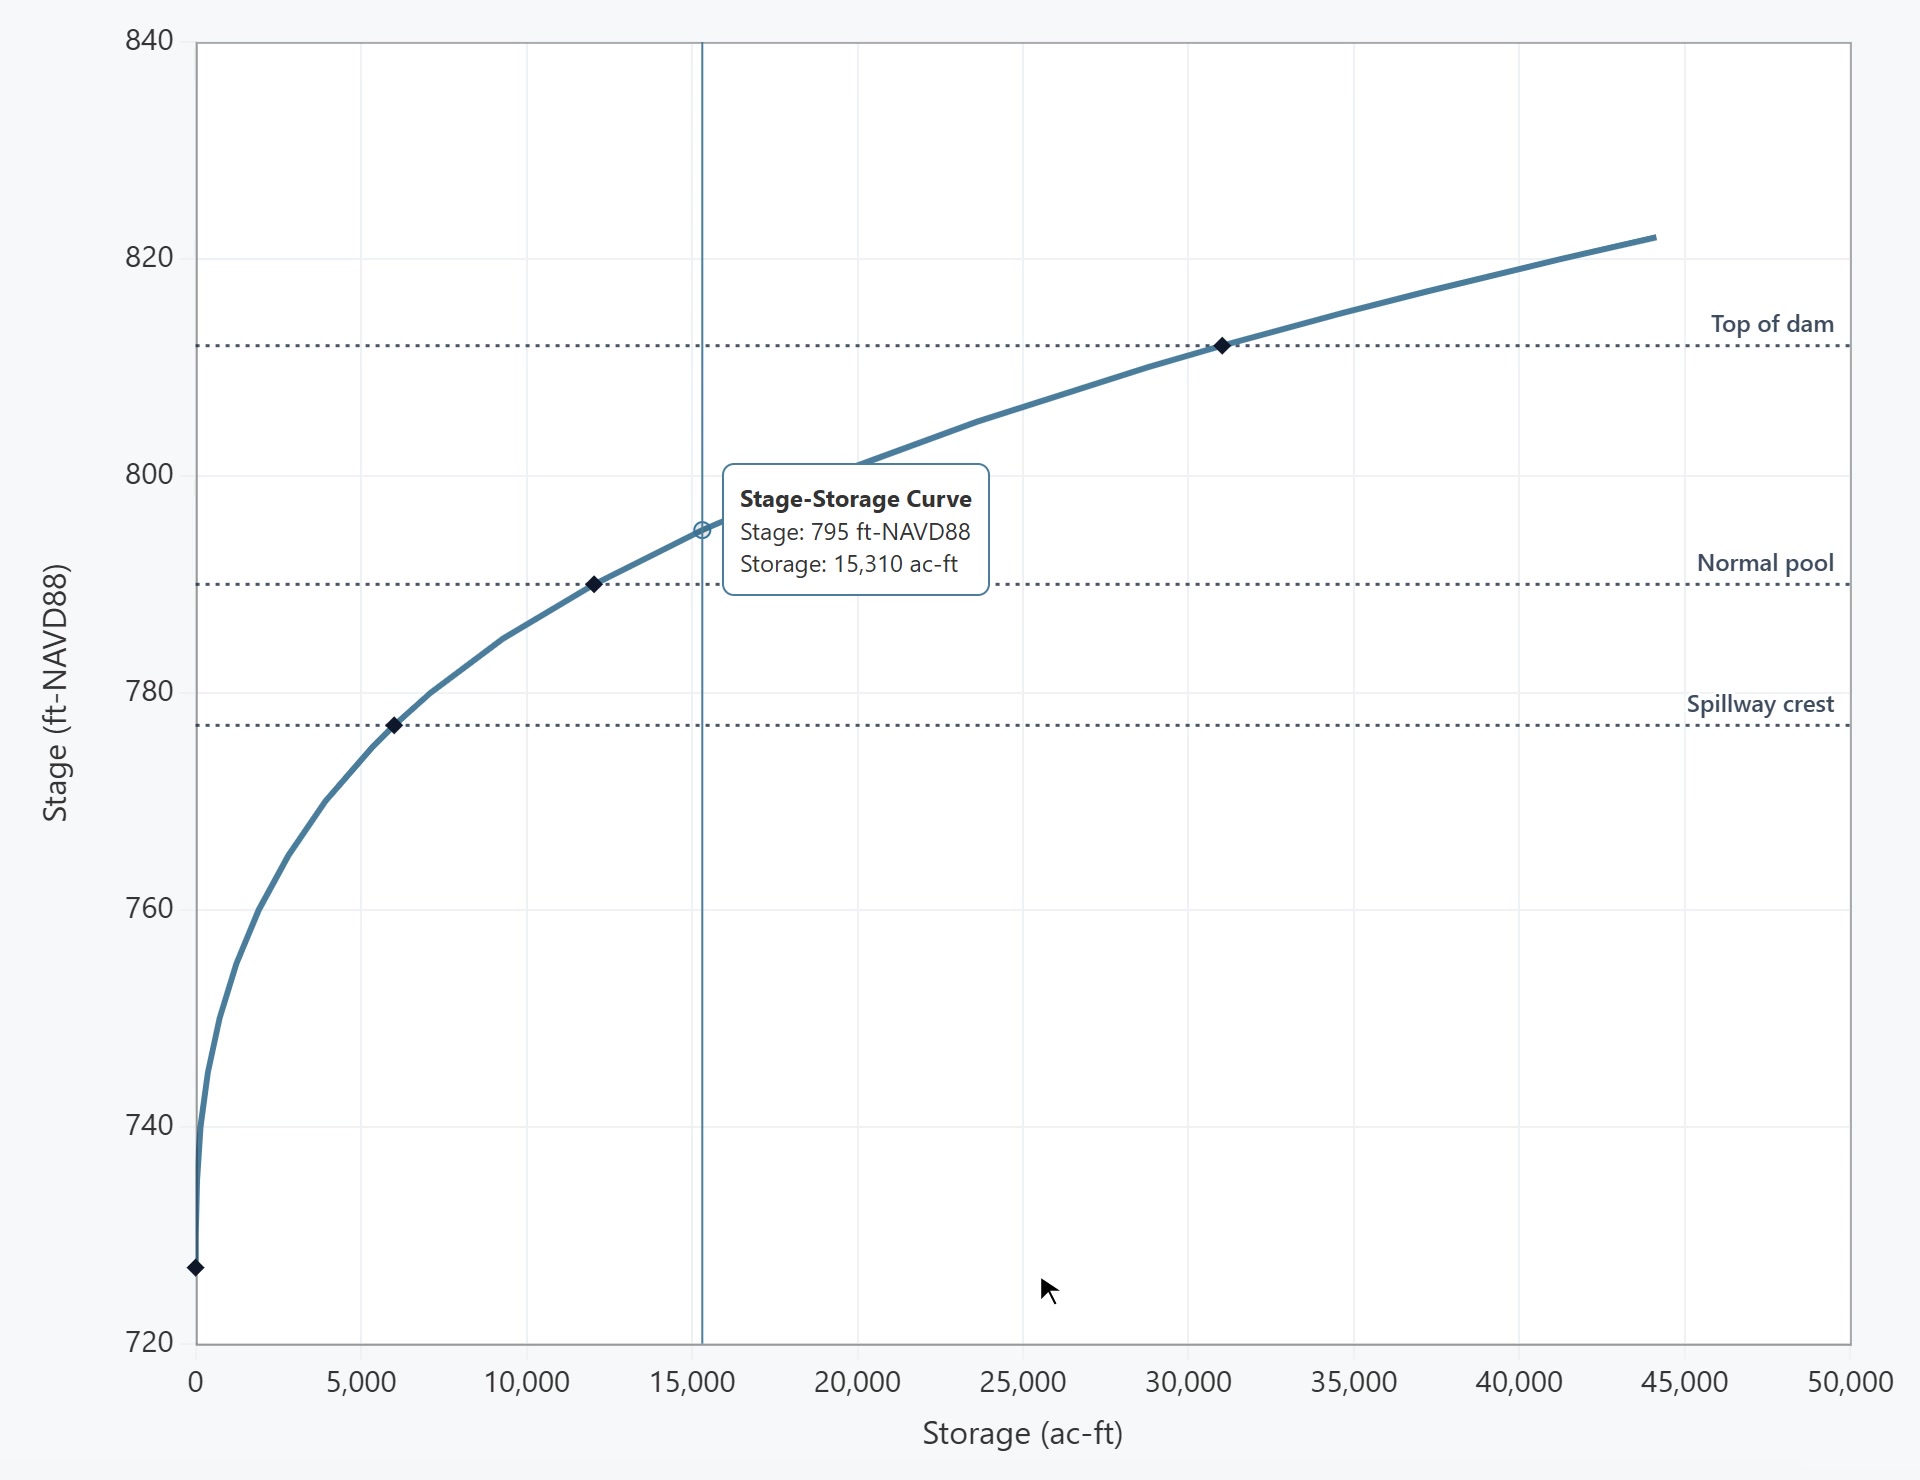 840
820
Top of dam
800
Stage-Storage Curve
Stage: 795 ft-NAVD88
Storage: 15,310 ac-ft
Normal pool
Stage (ft-NAVD88)
780
Spillway crest
760
740
720
0 5,000 10,000 15,000 20,000 25,000 30,000 35,000 40,000 45,000 50,000
Storage (ac-ft)